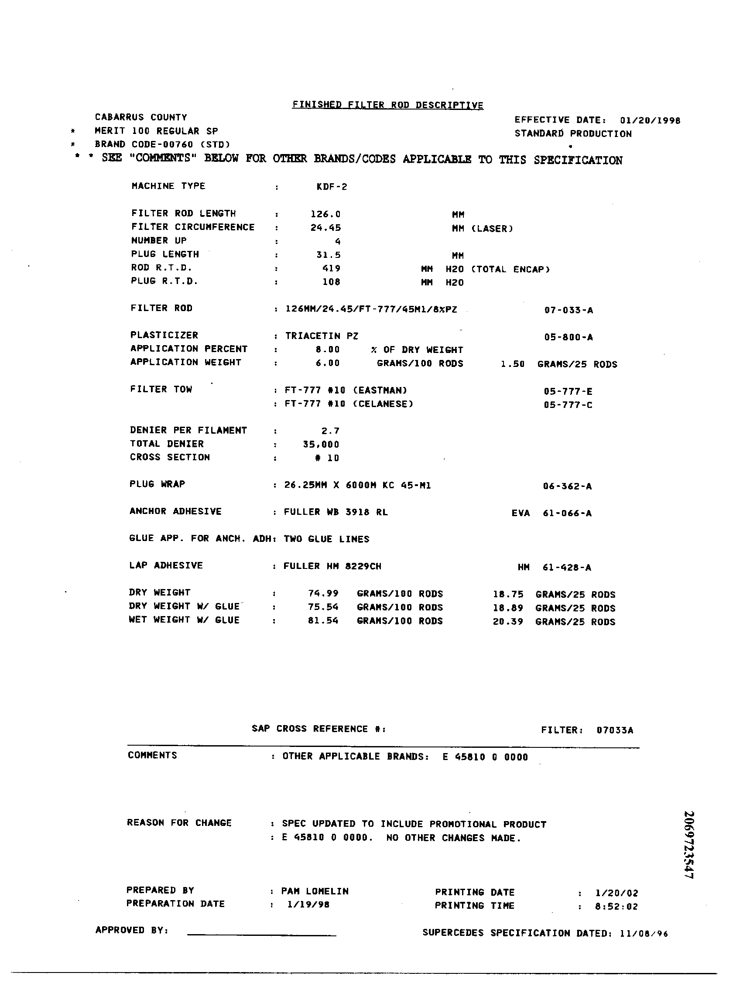 FINISHED FILTER ROD DESCRIPTIVE
CABARRUS COUNTY EFFECTIVE DATE: 01/20/1998
* MERIT 100 REGULAR SP STANDARD PRODUCTION
* BRAND CODE-00760 (STD)
* * SEE "COMMENTS" BELOW FOR OTHER BRANDS/CODES APPLICABLE TO THIS SPECIFICATION
MACHINE TYPE : KDF-2
FILTER ROD LENGTH : 126.0 MM
FILTER CIRCUMFERENCE : 24.45 MM (LASER)
NUMBER UP : 4
PLUG LENGTH : 31.5 MM
ROD R.T.D. : 419 MM H2O (TOTAL ENCAP)
PLUG R.T.D. : 108 MM H2O
FILTER ROD : 126MM/24.45/FT-777/45M1/8%PZ 07-033-A
PLASTICIZER : TRIACETIN PZ 05-800-A
APPLICATION PERCENT : 8.00 % OF DRY WEIGHT
APPLICATION WEIGHT : 6.00 GRAMS/100 RODS 1.50 GRAMS/25 RODS
FILTER TOW : FT-777 #10 (EASTMAN) 05-777-E
: FT-777 #10 (CELANESE) 05-777-C
DENIER PER FILAMENT : 2.7
TOTAL DENIER : 35,000
CROSS SECTION : # 10
PLUG WRAP : 26.25MM X 6000M KC 45-M1 06-362-A
ANCHOR ADHESIVE : FULLER WB 3918 RL EVA 61-066-A
GLUE APP. FOR ANCH. ADH: TWO GLUE LINES
LAP ADHESIVE : FULLER HM 8229CH HM 61-428-A
DRY WEIGHT : 74.99 GRAMS/100 RODS 18.75 GRAMS/25 RODS
DRY WEIGHT W/ GLUE : 75.54 GRAMS/100 RODS 18.89 GRAMS/25 RODS
WET WEIGHT W/ GLUE : 81.54 GRAMS/100 RODS 20.39 GRAMS/25 RODS
SAP CROSS REFERENCE #: FILTER: 07033A
COMMENTS : OTHER APPLICABLE BRANDS: E 45810 0 0000
REASON FOR CHANGE : SPEC UPDATED TO INCLUDE PROMOTIONAL PRODUCT
: E 45810 0 0000. NO OTHER CHANGES MADE.
2069723547
PREPARED BY : PAM LOMELIN PRINTING DATE : 1/20/02
PREPARATION DATE : 1/19/98 PRINTING TIME : 8:52:02
APPROVED BY: SUPERCEDES SPECIFICATION DATED: 11/08/96